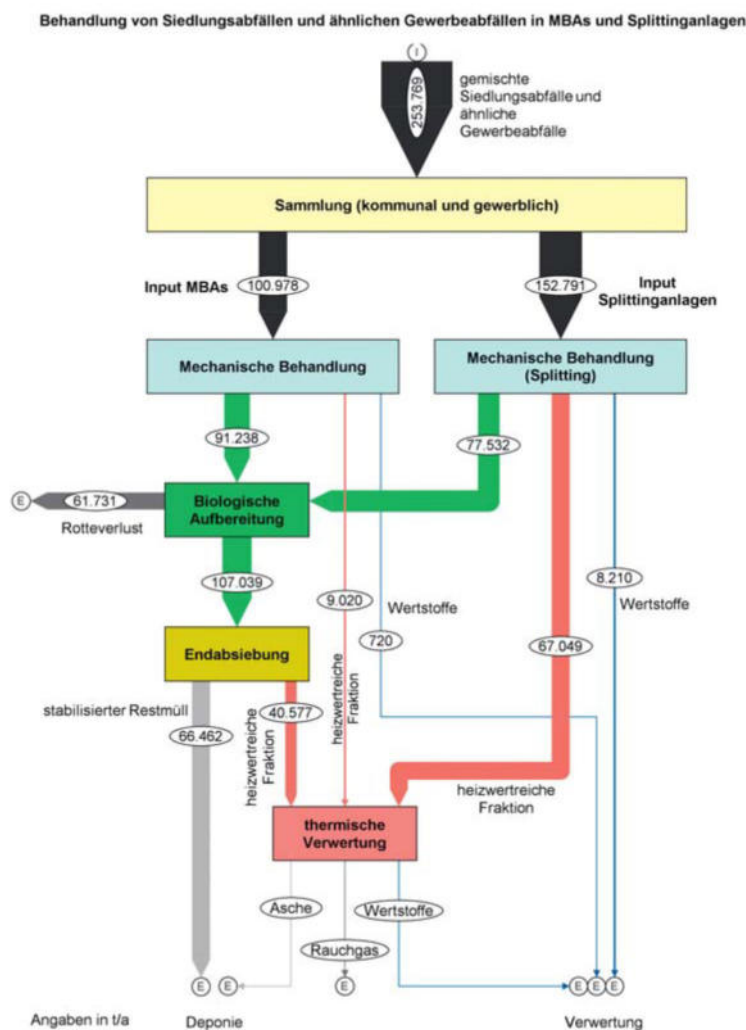 Behandlung von Siedlungsabfällen und ähnlichen Gewerbeabfällen in MBAs und Splittinganlagen
I
253.769
gemischte
Siedlungsabfälle und
ähnliche
Gewerbeabfälle
Sammlung (kommunal und gewerblich)
Input MBAs
100.978
152.791
Input
Splittinganlagen
Mechanische Behandlung
Mechanische Behandlung
(Splitting)
91.238
77.532
E
61.731
Rotteverlust
Biologische
Aufbereitung
107.039
9.020
Wertstoffe
720
8.210
Wertstoffe
67.049
Endabsiebung
stabilisierter Restmüll
66.462
40.577
heizwertreiche
Fraktion
heizwertreiche
Fraktion
heizwertreiche
Fraktion
thermische
Verwertung
Asche
Wertstoffe
Rauchgas
E
E
E
E
E
E
Angaben in t/a
Deponie
Verwertung